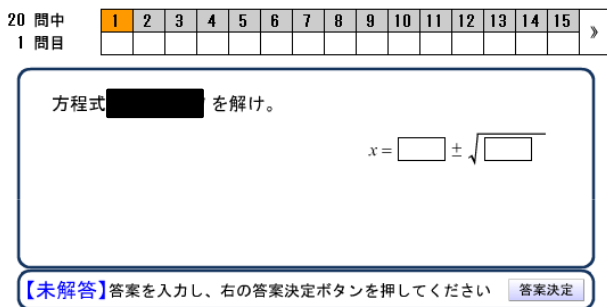 20 問中 1 2 3 4 5 6 7 8 9 10 11 12 13 14 15 》
1 問目
方程式 を解け。
x = ± √
【未解答】答案を入力し、右の答案決定ボタンを押してください 答案決定